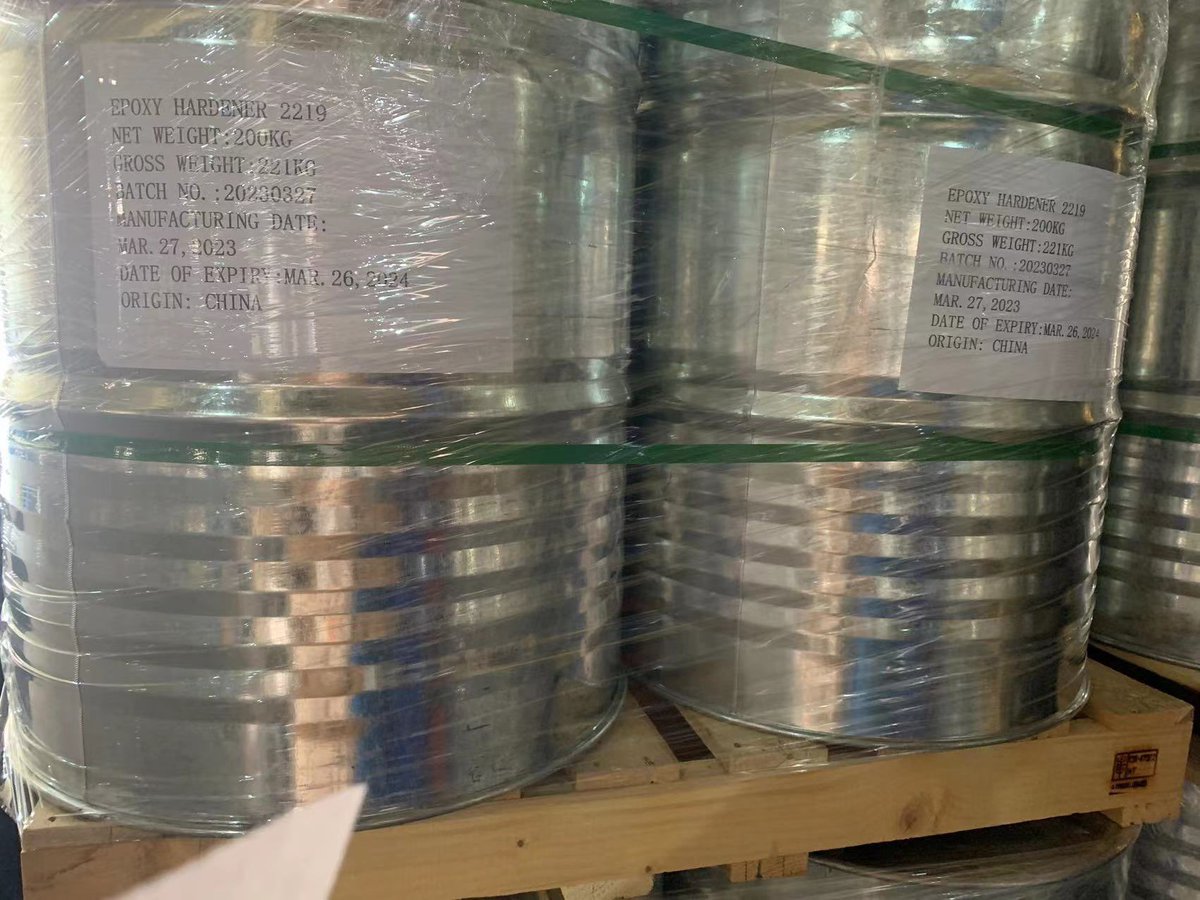 EPOXY HARDENER 2219
NET WEIGHT:200KG
GROSS WEIGHT:221KG
BATCH NO.:20230327
MANUFACTURING DATE:
MAR.27,2023
DATE OF EXPIRY:MAR.26,2024
ORIGIN: CHINA
EPOXY HARDENER 2219
NET WEIGHT:200KG
GROSS WEIGHT:221KG
BATCH NO.:20230327
MANUFACTURING DATE:
MAR.27,2023
DATE OF EXPIRY:MAR.26,2024
ORIGIN: CHINA